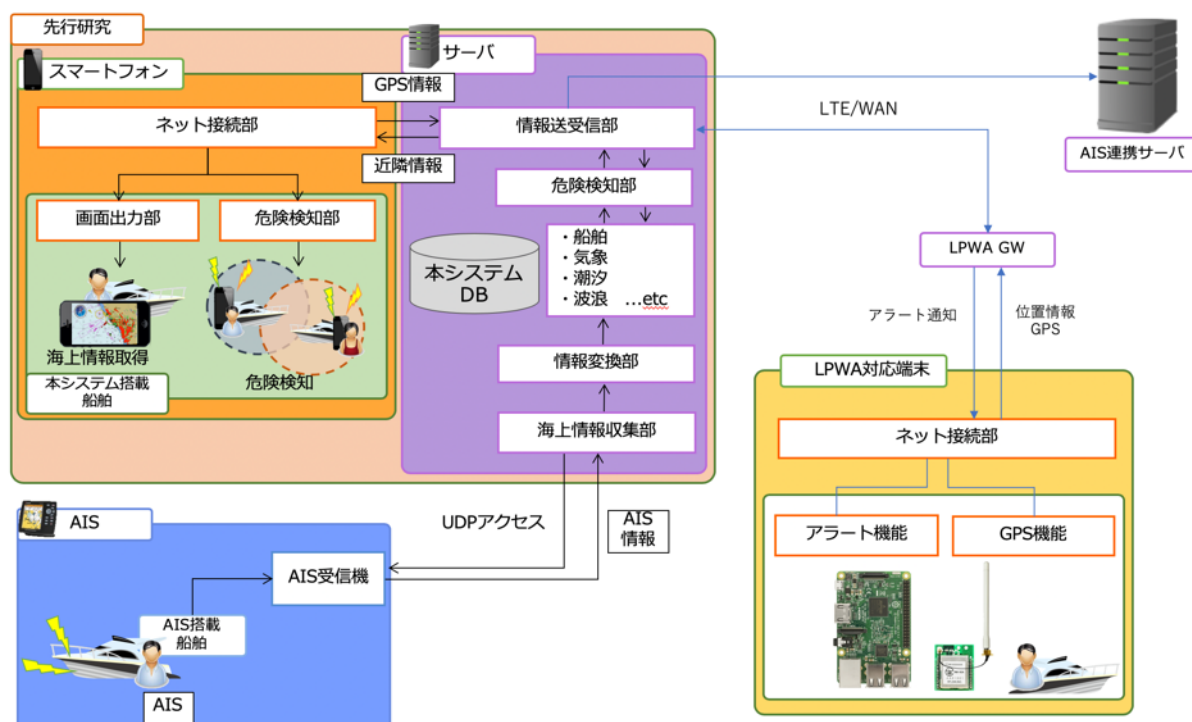 先行研究
スマートフォン
サーバ
GPS情報
ネット接続部
情報送受信部
近隣情報
LTE/WAN
AIS連携サーバ
画面出力部
危険検知部
危険検知部
・船舶
・気象
・潮汐
・波浪 …etc
本システム
DB
LPWA GW
アラート通知
位置情報
GPS
海上情報取得
危険検知
本システム搭載
船舶
情報変換部
海上情報収集部
LPWA対応端末
ネット接続部
アラート機能
GPS機能
AIS
UDPアクセス
AIS
情報
AIS受信機
AIS搭載
船舶
AIS